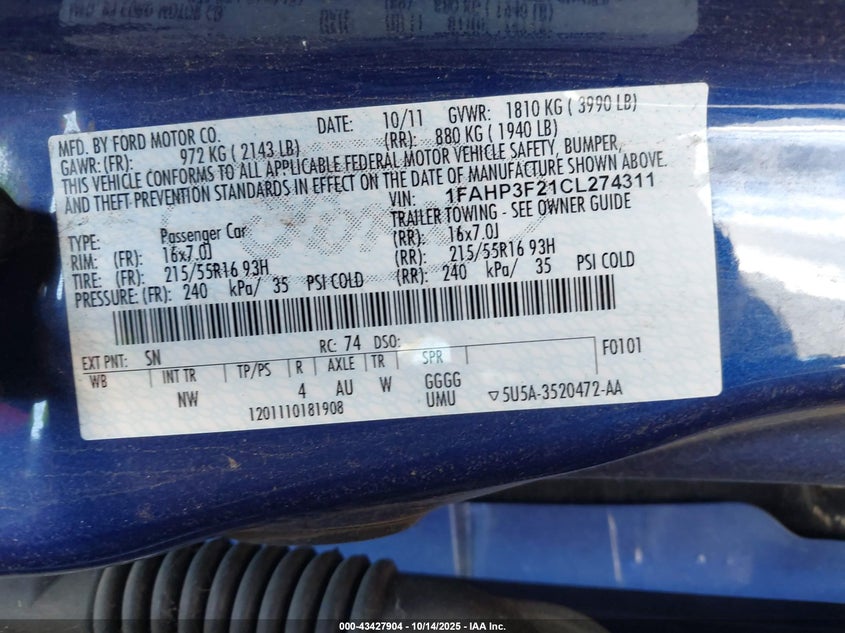 MFD. BY FORD MOTOR CO.
DATE: 10/11 GVWR: 1810 KG ( 3990 LB)
GAWR: (FR): 972 KG ( 2143 LB) (RR): 880 KG ( 1940 LB)
THIS VEHICLE CONFORMS TO ALL APPLICABLE FEDERAL MOTOR VEHICLE SAFETY, BUMPER,
AND THEFT PREVENTION STANDARDS IN EFFECT ON THE DATE OF MANUFACTURE SHOWN ABOVE.
VIN: 1FAHP3F21CL274311
TYPE: Passenger Car TRAILER TOWING - SEE OWNER GUIDE
RIM: (FR): 16x7.0J (RR): 16x7.0J
TIRE: (FR): 215/55R16 93H (RR): 215/55R16 93H
PRESSURE: (FR): 240 kPa/ 35 PSI COLD (RR): 240 kPa/ 35 PSI COLD
EXT PNT: SN RC: 74 DSO: F0101
WB INT TR TP/PS R AXLE TR SPR
NW 4 AU W GGGG
1201110181908 UMU 5U5A-3520472-AA
000-43427904 - 10/14/2025 - IAA Inc.